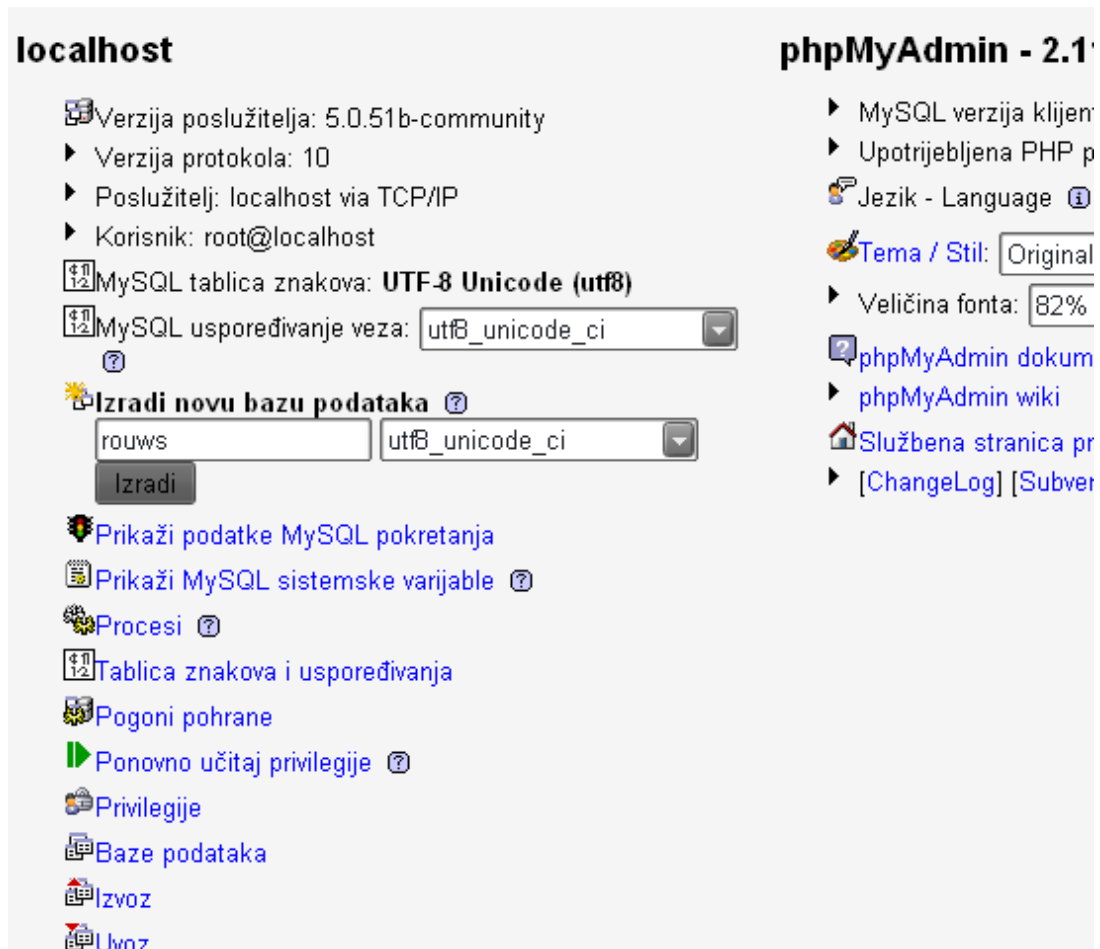 localhost
Verzija poslužitelja: 5.0.51b-community
Verzija protokola: 10
Poslužitelj: localhost via TCP/IP
Korisnik: root@localhost
MySQL tablica znakova: UTF-8 Unicode (utf8)
MySQL uspoređivanje veza: utf8_unicode_ci
Izradi novu bazu podataka
rouws utf8_unicode_ci
Izradi
Prikaži podatke MySQL pokretanja
Prikaži MySQL sistemske varijable
Procesi
Tablica znakova i uspoređivanja
Pogoni pohrane
Ponovno učitaj privilegije
Privilegije
Baze podataka
Izvoz
Uvoz
phpMyAdmin - 2.1
MySQL verzija klijent
Upotrijebljena PHP p
Jezik - Language
Tema / Stil: Original
Veličina fonta: 82%
phpMyAdmin dokum
phpMyAdmin wiki
Službena stranica pr
[ChangeLog] [Subver